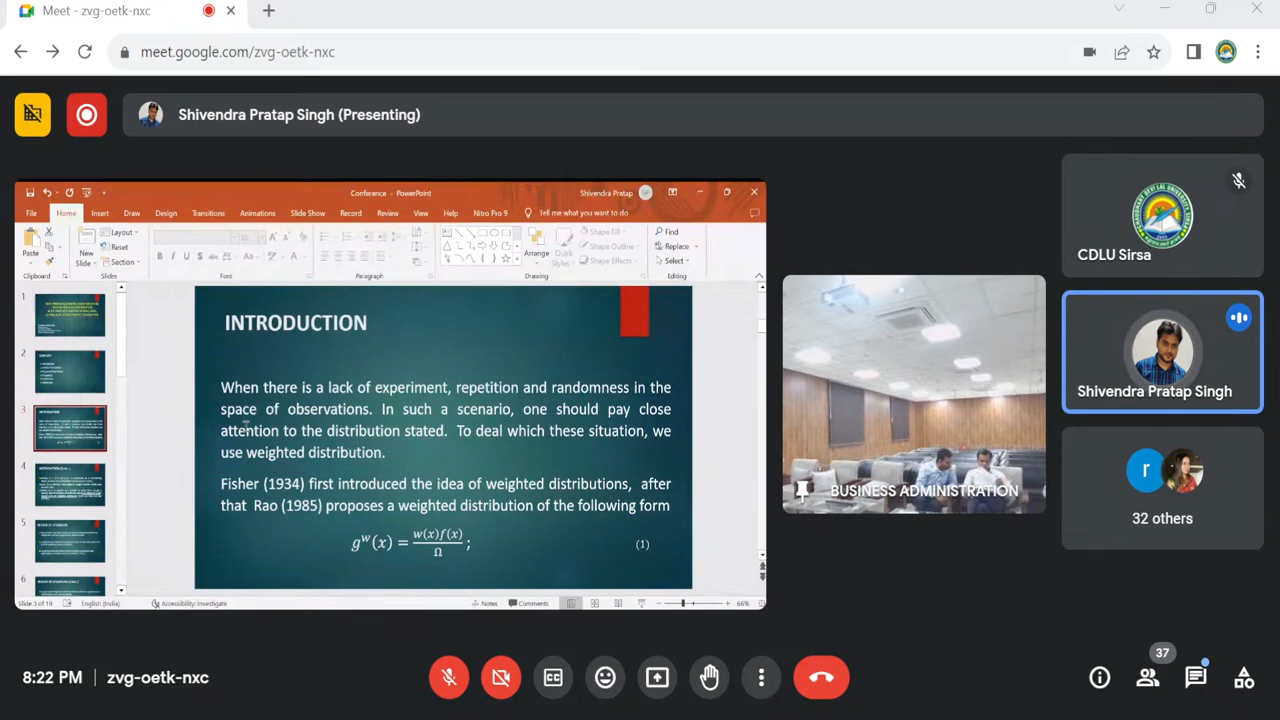 Meet - zvg-oetk-nxc
meet.google.com/zvg-oetk-nxc
Shivendra Pratap Singh (Presenting)
Conference - PowerPoint
Shivendra Pratap
File Home Insert Draw Design Transitions Animations Slide Show Record Review View Help Nitro Pro 9 Tell me what you want to do
Paste
New Slide
Layout
Reset
Section
Arrange
Quick Styles
Shape Fill
Shape Outline
Shape Effects
Find
Replace
Select
Clipboard Slides Font Paragraph Drawing Editing
1
2
3
4
5
6
INTRODUCTION
When there is a lack of experiment, repetition and randomness in the
space of observations. In such a scenario, one should pay close
attention to the distribution stated. To deal which these situation, we
use weighted distribution.
Fisher (1934) first introduced the idea of weighted distributions, after
that Rao (1985) proposes a weighted distribution of the following form
g^w(x) = w(x)f(x)/Ω ; (1)
Slide 3 of 19 English (India) Accessibility: Investigate Notes Comments 66%
BUSINESS ADMINISTRATION
CDLU Sirsa
Shivendra Pratap Singh
r
32 others
8:22 PM zvg-oetk-nxc
37